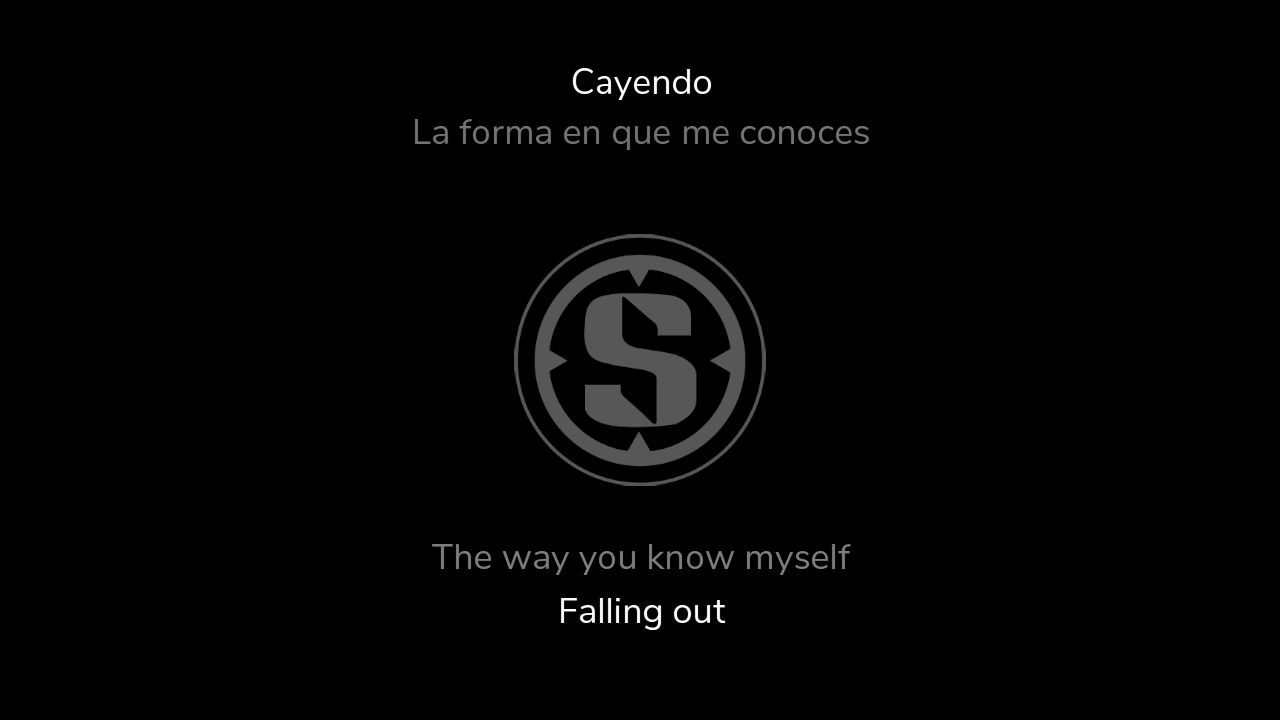 Cayendo
La forma en que me conoces
S
The way you know myself
Falling out